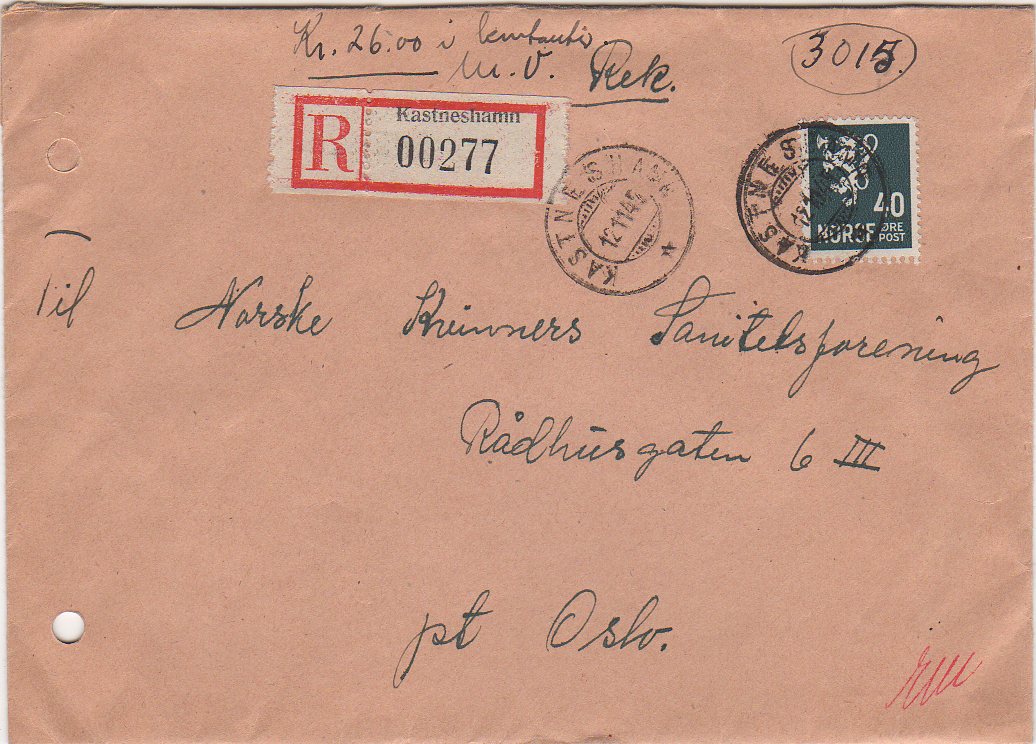 Kr. 26.00 i kontanter.
m. V. Rek.
3015.
R Kastneshamn
00277
KASTNESHAMN
12 11 45
KASTNESHAMN
40
NORGE ØRE
POST
Til Norske Kvinners Sanitetsforening
Rådhusgaten 6 III
pt Oslo.